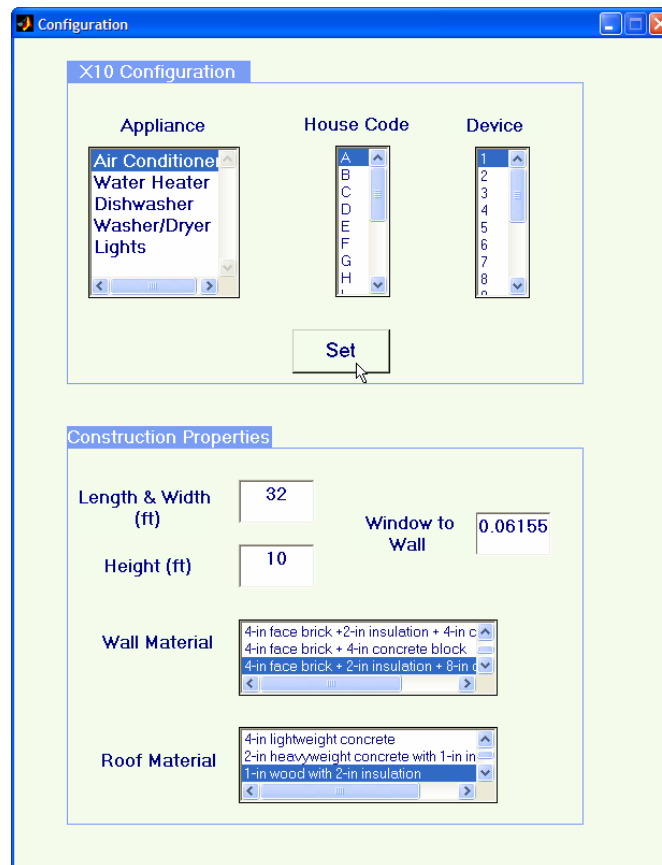 Configuration
X10 Configuration
Appliance
House Code
Device
Air Conditioner
Water Heater
Dishwasher
Washer/Dryer
Lights
A
B
C
D
E
F
G
H
1
2
3
4
5
6
7
8
Set
Construction Properties
Length & Width
(ft)
32
Window to
Wall
0.06155
Height (ft)
10
Wall Material
4-in face brick +2-in insulation + 4-in c
4-in face brick + 4-in concrete block
4-in face brick + 2-in insulation + 8-in
Roof Material
4-in lightweight concrete
2-in heavyweight concrete with 1-in in
1-in wood with 2-in insulation